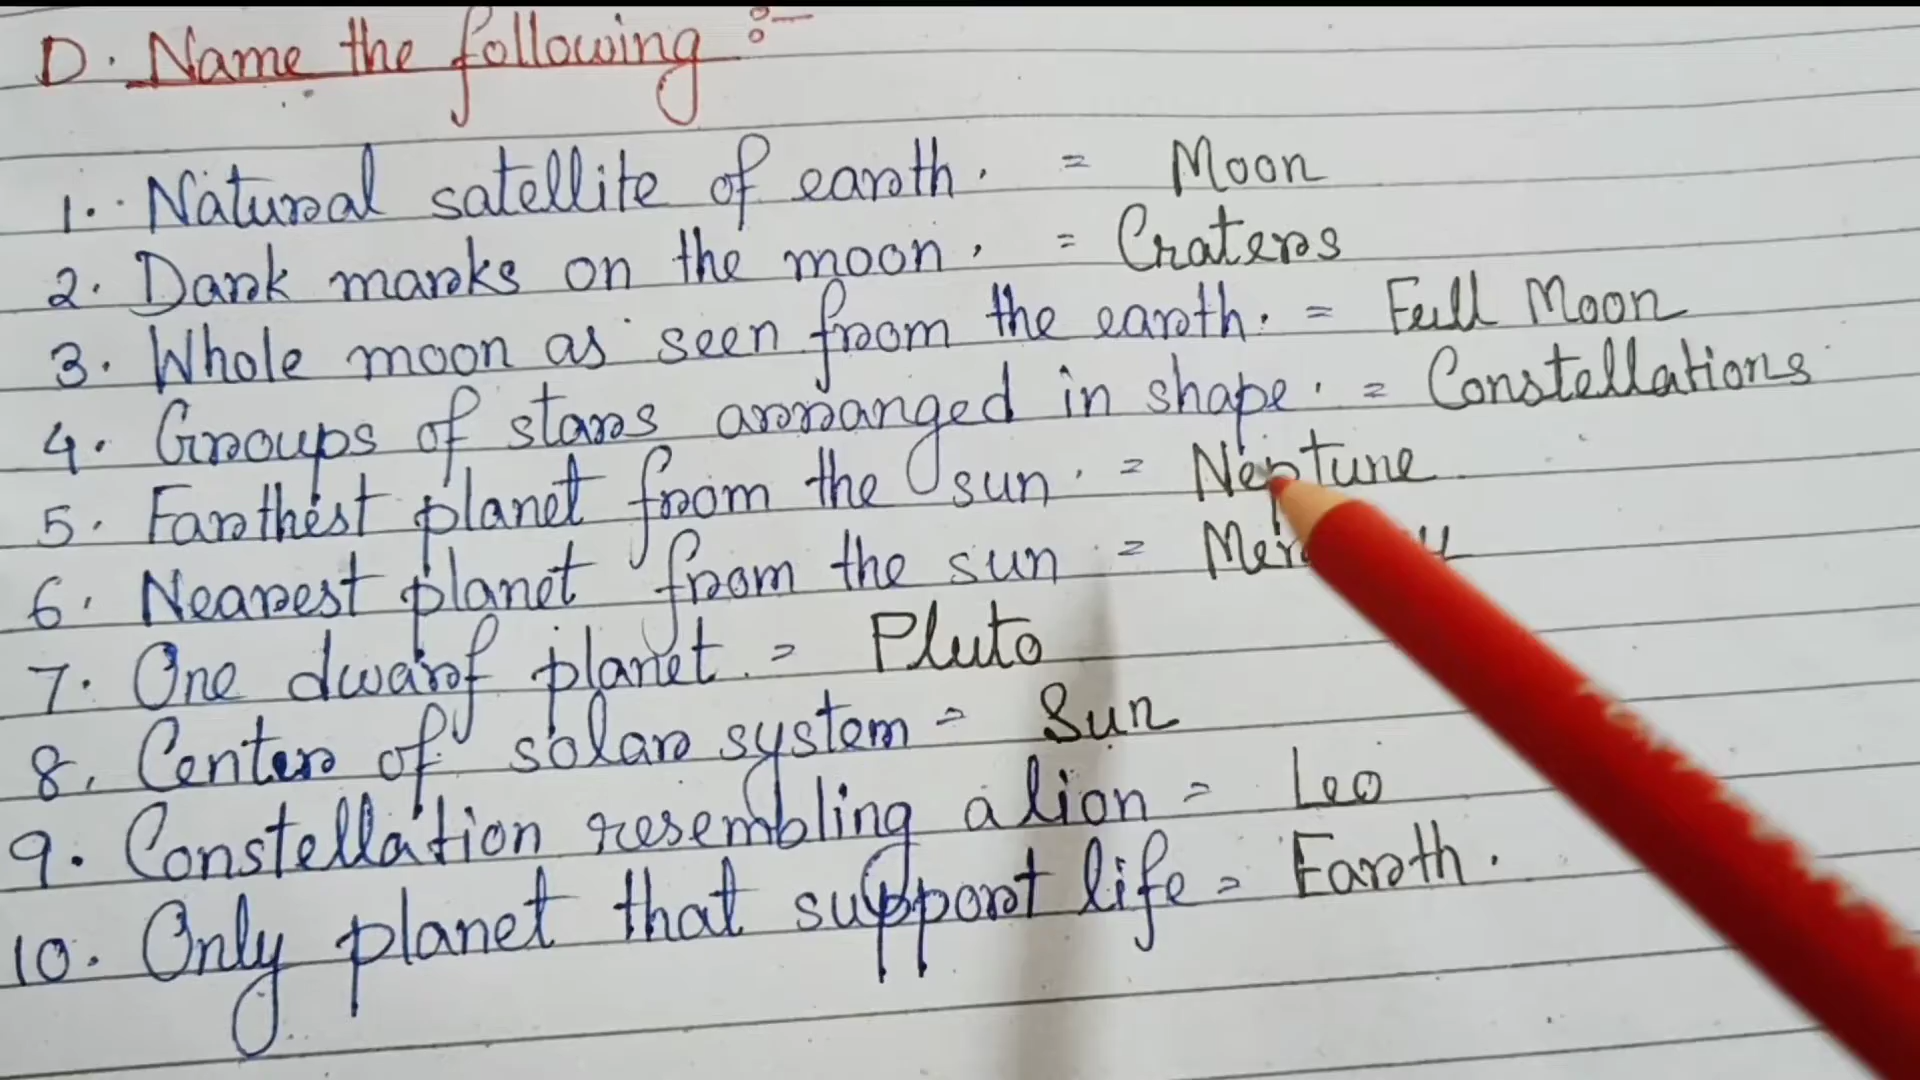 D. Name the following :-
1. Natural satellite of earth. = Moon
2. Dark marks on the moon. = Craters
3. Whole moon as seen from the earth. = Full Moon
4. Groups of stars arranged in shape. = Constellations
5. Farthest planet from the sun. = Neptune
6. Nearest planet from the sun =
7. One dwarf planet. = Pluto
8. Center of solar system = Sun
9. Constellation resembling a lion = Leo
10. Only planet that support life = Earth.